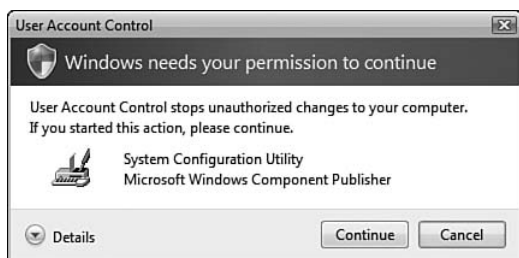 User Account Control
Windows needs your permission to continue
User Account Control stops unauthorized changes to your computer.
If you started this action, please continue.
System Configuration Utility
Microsoft Windows Component Publisher
Details
Continue
Cancel